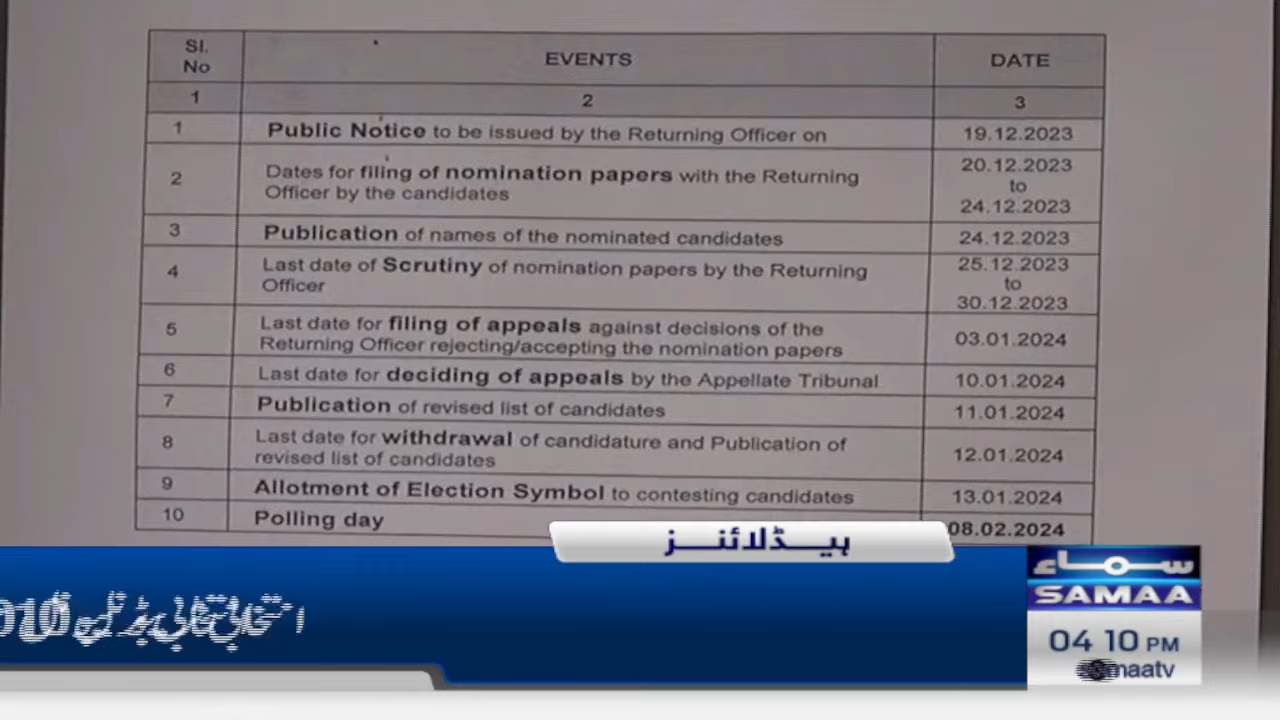 Sl. No EVENTS DATE
1 2 3
1 Public Notice to be issued by the Returning Officer on 19.12.2023
2 Dates for filing of nomination papers with the Returning Officer by the candidates 20.12.2023 to 24.12.2023
3 Publication of names of the nominated candidates 24.12.2023
4 Last date of Scrutiny of nomination papers by the Returning Officer 25.12.2023 to 30.12.2023
5 Last date for filing of appeals against decisions of the Returning Officer rejecting/accepting the nomination papers 03.01.2024
6 Last date for deciding of appeals by the Appellate Tribunal 10.01.2024
7 Publication of revised list of candidates 11.01.2024
8 Last date for withdrawal of candidature and Publication of revised list of candidates 12.01.2024
9 Allotment of Election Symbol to contesting candidates 13.01.2024
10 Polling day 08.02.2024
ہیڈلائنز
سماء
SAMAA
04 10 PM